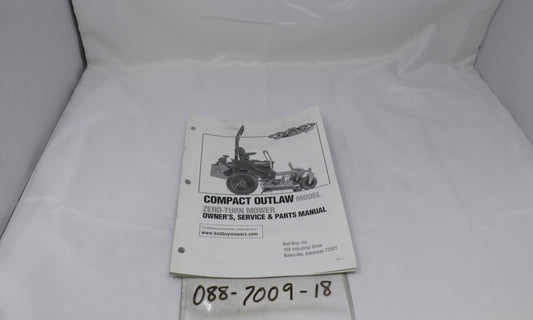 COMPACT OUTLAW MODEL
ZERO-TURN MOWER
OWNER'S, SERVICE & PARTS MANUAL
www.badboymowers.com
Bad Boy, Inc.
102 Industrial Drive
Batesville, Arkansas 72501
088-7009-18